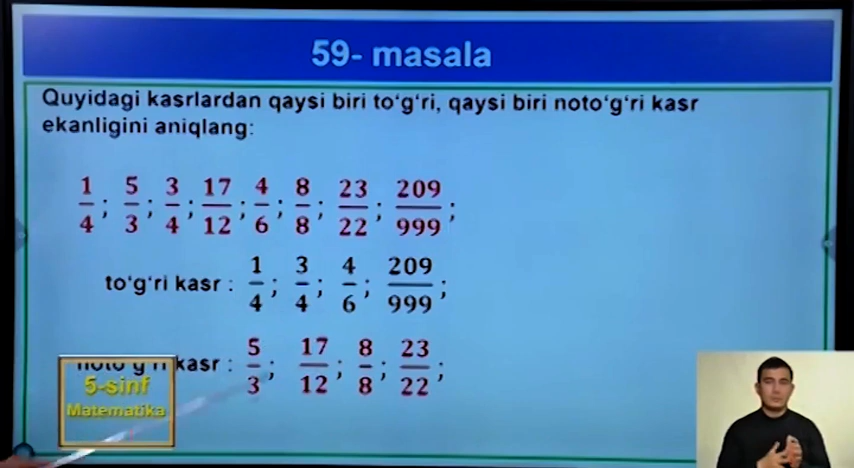 59- masala
Quyidagi kasrlardan qaysi biri to'g'ri, qaysi biri noto'g'ri kasr
ekanligini aniqlang:
1/4; 5/3; 3/4; 17/12; 4/6; 8/8; 23/22; 209/999;
to'g'ri kasr : 1/4; 3/4; 4/6; 209/999;
noto'g'ri kasr : 5/3; 17/12; 8/8; 23/22;
5-sinf
Matematika